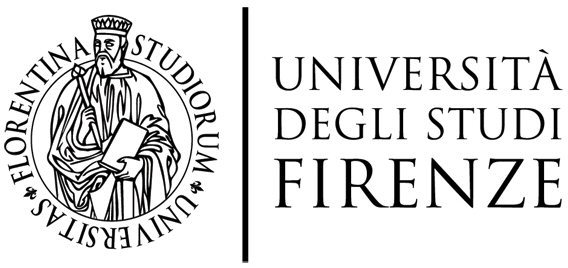 FLORENTINA STUDIORUM UNIVERSITAS
UNIVERSITÀ
DEGLI STUDI
FIRENZE